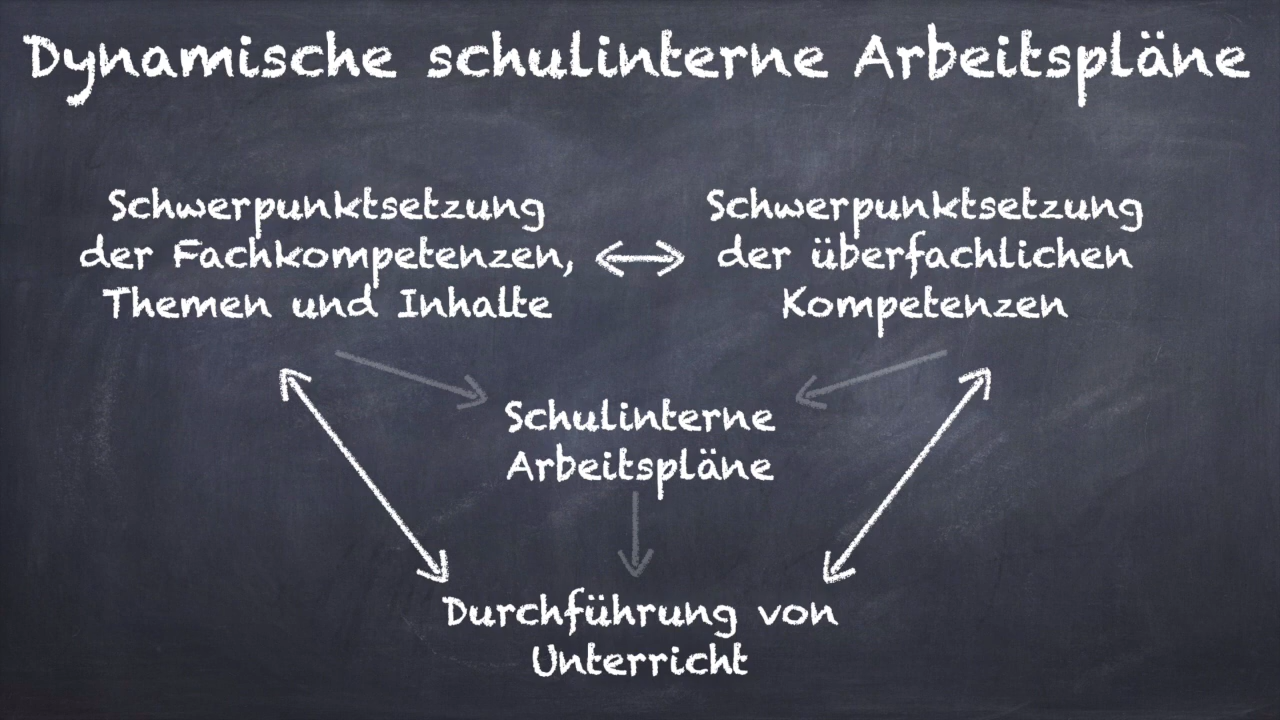 Dynamische schulinterne Arbeitspläne
Schwerpunktsetzung
der Fachkompetenzen,
Themen und Inhalte
Schwerpunktsetzung
der überfachlichen
Kompetenzen
Schulinterne
Arbeitspläne
Durchführung von
Unterricht